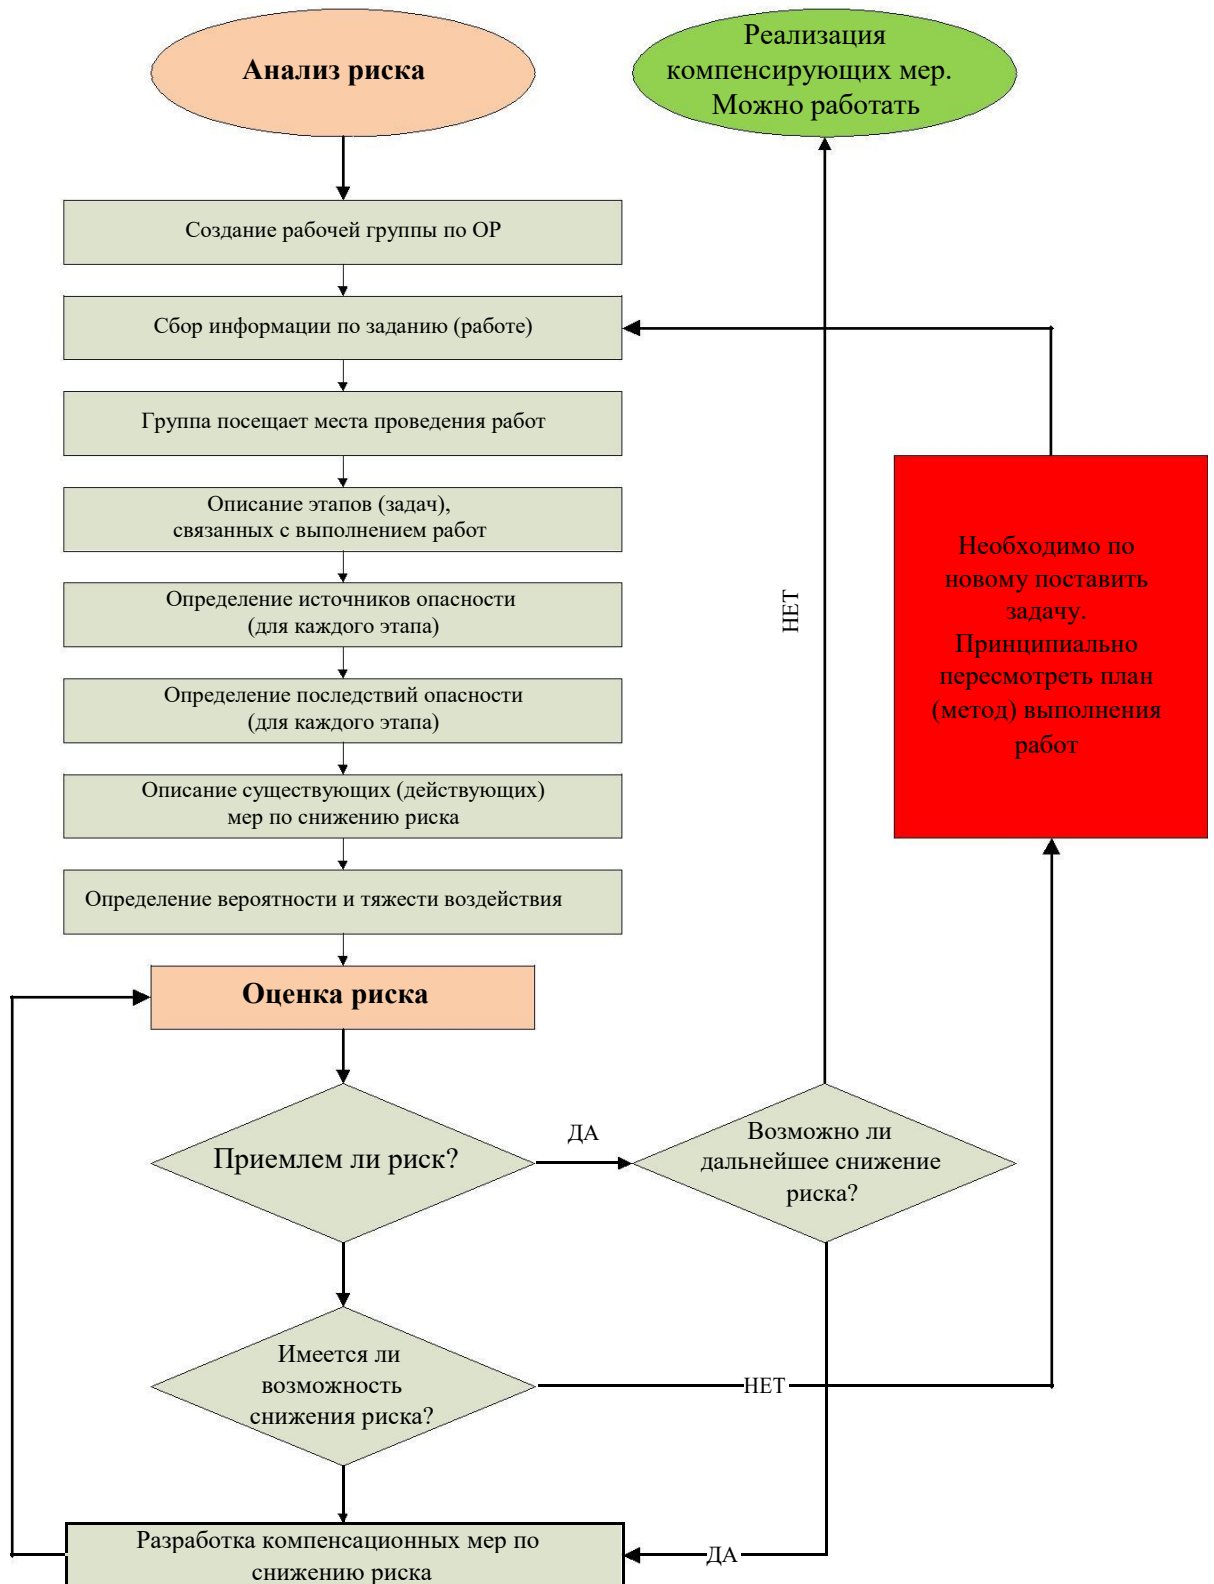 Анализ риска
Реализация
компенсирующих мер.
Можно работать
Создание рабочей группы по ОР
Сбор информации по заданию (работе)
Группа посещает места проведения работ
Описание этапов (задач),
связанных с выполнением работ
Определение источников опасности
(для каждого этапа)
Определение последствий опасности
(для каждого этапа)
Описание существующих (действующих)
мер по снижению риска
Определение вероятности и тяжести воздействия
Оценка риска
Необходимо по
новому поставить
задачу.
Принципиально
пересмотреть план
(метод) выполнения
работ
НЕТ
Приемлем ли риск?
ДА
Возможно ли
дальнейшее снижение
риска?
Имеется ли
возможность
снижения риска?
НЕТ
Разработка компенсационных мер по
снижению риска
ДА